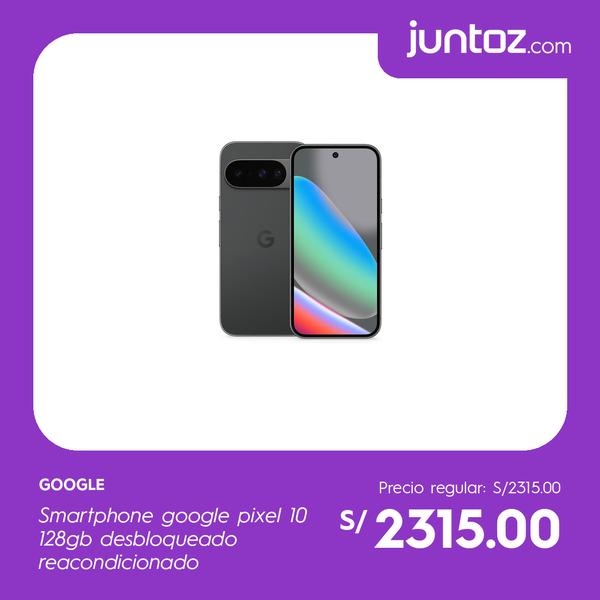 juntoz.com
G
GOOGLE
Smartphone google pixel 10
128gb desbloqueado
reacondicionado
Precio regular: S/2315.00
S/ 2315.00